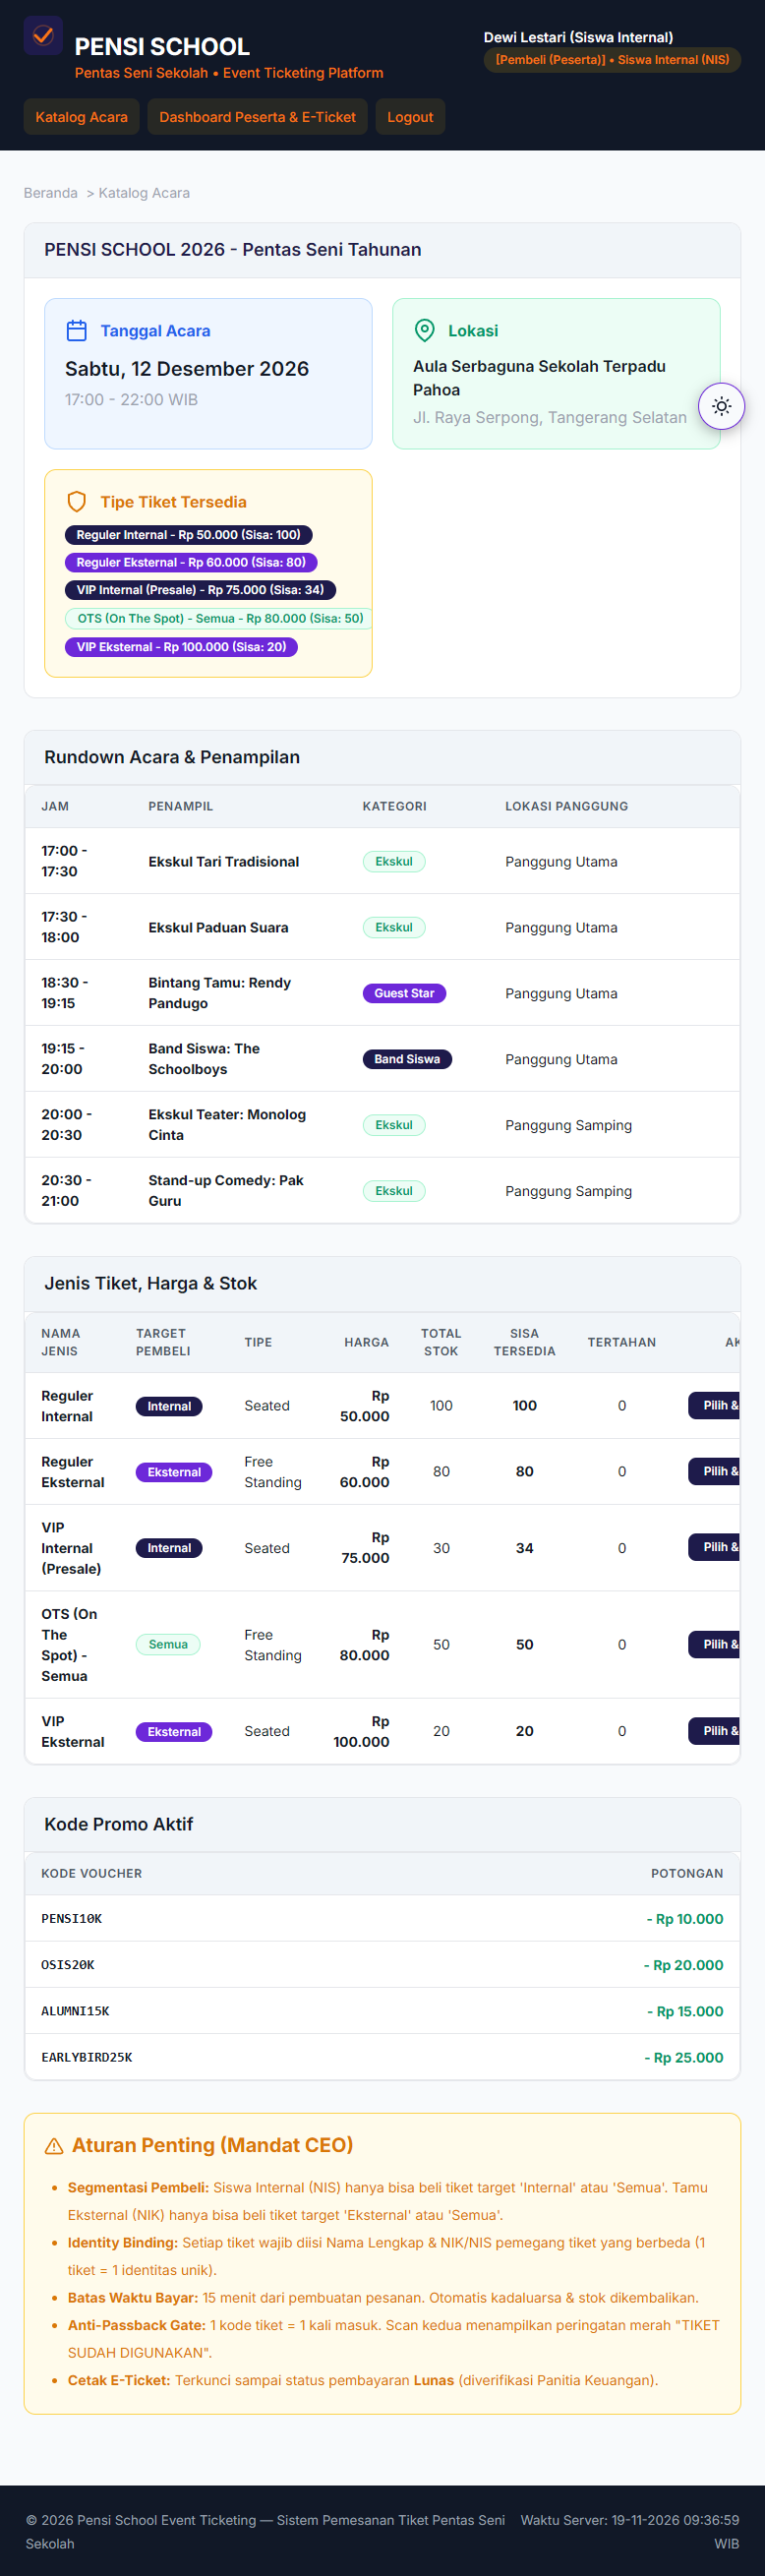 PENSI SCHOOL
Pentas Seni Sekolah • Event Ticketing Platform
Dewi Lestari (Siswa Internal)
[Pembeli (Peserta)] • Siswa Internal (NIS)
Katalog Acara
Dashboard Peserta & E-Ticket
Logout
Beranda > Katalog Acara
PENSI SCHOOL 2026 - Pentas Seni Tahunan
Tanggal Acara
Sabtu, 12 Desember 2026
17:00 - 22:00 WIB
Lokasi
Aula Serbaguna Sekolah Terpadu
Pahoa
Jl. Raya Serpong, Tangerang Selatan
Tipe Tiket Tersedia
Reguler Internal - Rp 50.000 (Sisa: 100)
Reguler Eksternal - Rp 60.000 (Sisa: 80)
VIP Internal (Presale) - Rp 75.000 (Sisa: 34)
OTS (On The Spot) - Semua - Rp 80.000 (Sisa: 50)
VIP Eksternal - Rp 100.000 (Sisa: 20)
Rundown Acara & Penampilan
JAM PENAMPIL KATEGORI LOKASI PANGGUNG
17:00 -
17:30
Ekskul Tari Tradisional
Ekskul
Panggung Utama
17:30 -
18:00
Ekskul Paduan Suara
Ekskul
Panggung Utama
18:30 -
19:15
Bintang Tamu: Rendy
Pandugo
Guest Star
Panggung Utama
19:15 -
20:00
Band Siswa: The
Schoolboys
Band Siswa
Panggung Utama
20:00 -
20:30
Ekskul Teater: Monolog
Cinta
Ekskul
Panggung Samping
20:30 -
21:00
Stand-up Comedy: Pak
Guru
Ekskul
Panggung Samping
Jenis Tiket, Harga & Stok
NAMA
JENIS
TARGET
PEMBELI
TIPE
HARGA
TOTAL
STOK
SISA
TERSEDIA
TERTAHAN
AK
Reguler
Internal
Internal
Seated
Rp
50.000
100
100
0
Pilih &
Reguler
Eksternal
Eksternal
Free
Standing
Rp
60.000
80
80
0
Pilih &
VIP
Internal
(Presale)
Internal
Seated
Rp
75.000
30
34
0
Pilih &
OTS (On
The
Spot) -
Semua
Semua
Free
Standing
Rp
80.000
50
50
0
Pilih &
VIP
Eksternal
Eksternal
Seated
Rp
100.000
20
20
0
Pilih &
Kode Promo Aktif
KODE VOUCHER POTONGAN
PENSI10K - Rp 10.000
OSIS20K - Rp 20.000
ALUMNI15K - Rp 15.000
EARLYBIRD25K - Rp 25.000
Aturan Penting (Mandat CEO)
• Segmentasi Pembeli: Siswa Internal (NIS) hanya bisa beli tiket target 'Internal' atau 'Semua'. Tamu
Eksternal (NIK) hanya bisa beli tiket target 'Eksternal' atau 'Semua'.
• Identity Binding: Setiap tiket wajib diisi Nama Lengkap & NIK/NIS pemegang tiket yang berbeda (1
tiket = 1 identitas unik).
• Batas Waktu Bayar: 15 menit dari pembuatan pesanan. Otomatis kadaluarsa & stok dikembalikan.
• Anti-Passback Gate: 1 kode tiket = 1 kali masuk. Scan kedua menampilkan peringatan merah "TIKET
SUDAH DIGUNAKAN".
• Cetak E-Ticket: Terkunci sampai status pembayaran Lunas (diverifikasi Panitia Keuangan).
© 2026 Pensi School Event Ticketing — Sistem Pemesanan Tiket Pentas Seni
Sekolah
Waktu Server: 19-11-2026 09:36:59
WIB